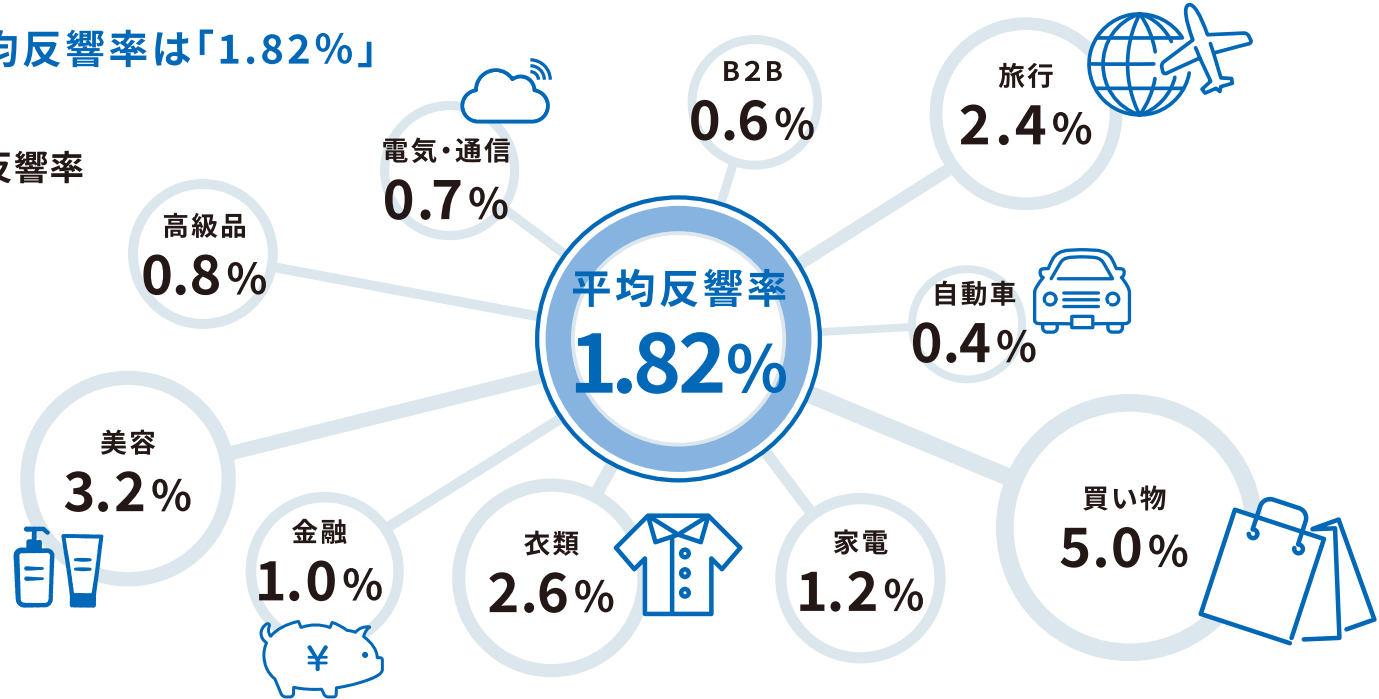 均反響率は「1.82%」
反響率
B2B
0.6%
旅行
2.4%
電気・通信
0.7%
高級品
0.8%
平均反響率
1.82%
自動車
0.4%
美容
3.2%
金融
1.0%
¥
衣類
2.6%
家電
1.2%
買い物
5.0%